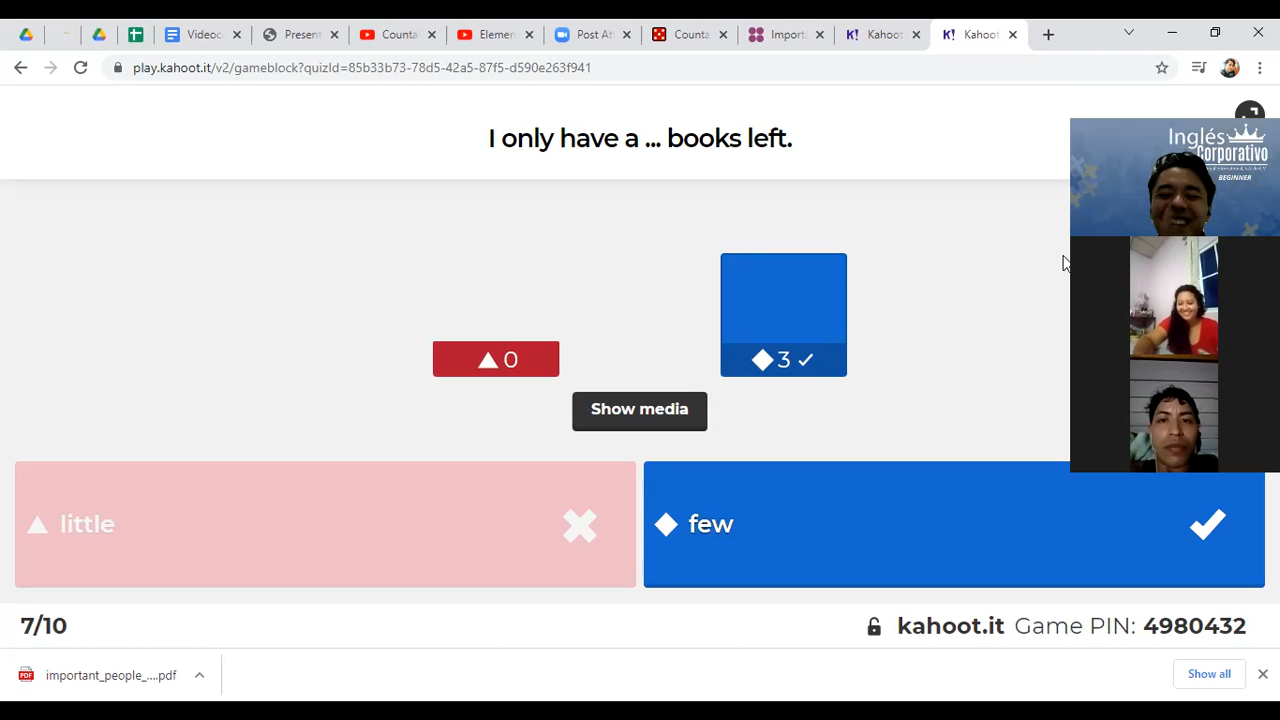 Videoc
Present
Counta
Elemen
Post At
Counta
Import
Kahoot
Kahoot
play.kahoot.it/v2/gameblock?quizId=85b33b73-78d5-42a5-87f5-d590e263f941
I only have a ... books left.
Inglés
Corporativo
BEGINNER
0
3
Show media
little
few
7/10
kahoot.it Game PIN: 4980432
important_people_....pdf
Show all